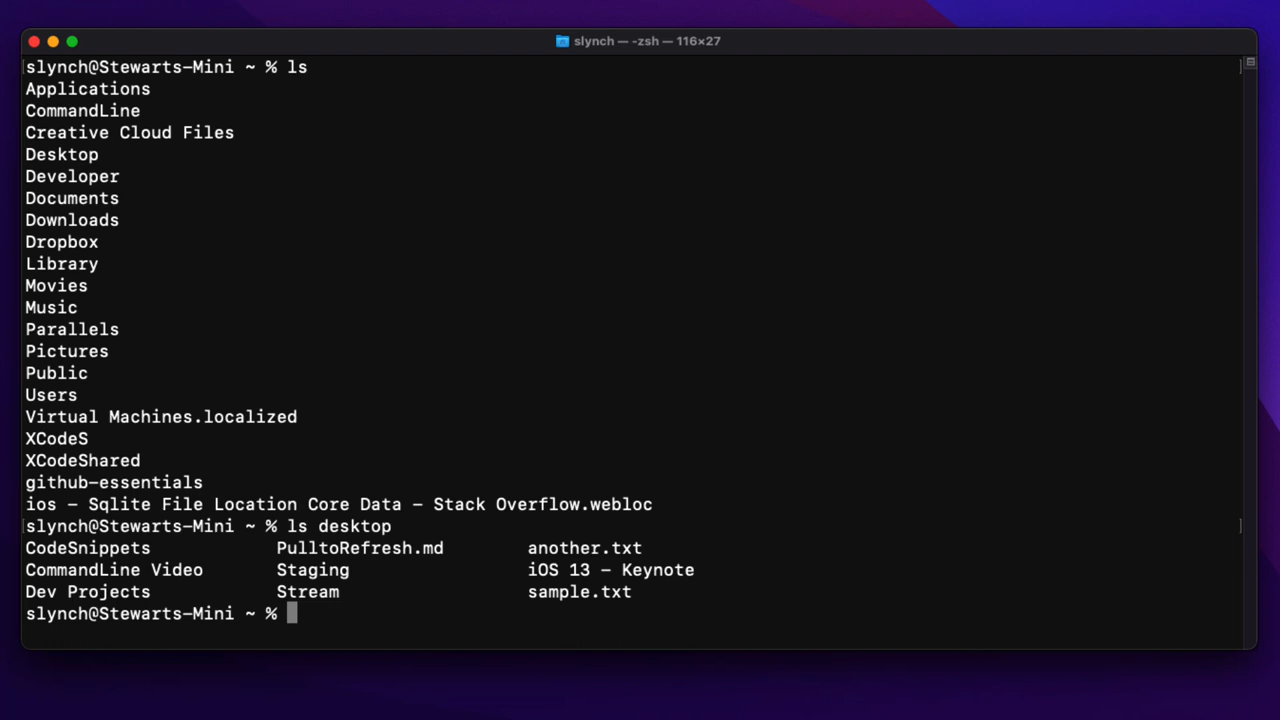 slynch — -zsh — 116×27
slynch@Stewarts-Mini ~ % ls
Applications
CommandLine
Creative Cloud Files
Desktop
Developer
Documents
Downloads
Dropbox
Library
Movies
Music
Parallels
Pictures
Public
Users
Virtual Machines.localized
XCodeS
XCodeShared
github-essentials
ios - Sqlite File Location Core Data - Stack Overflow.webloc
slynch@Stewarts-Mini ~ % ls desktop
CodeSnippets PulltoRefresh.md another.txt
CommandLine Video Staging iOS 13 - Keynote
Dev Projects Stream sample.txt
slynch@Stewarts-Mini ~ %